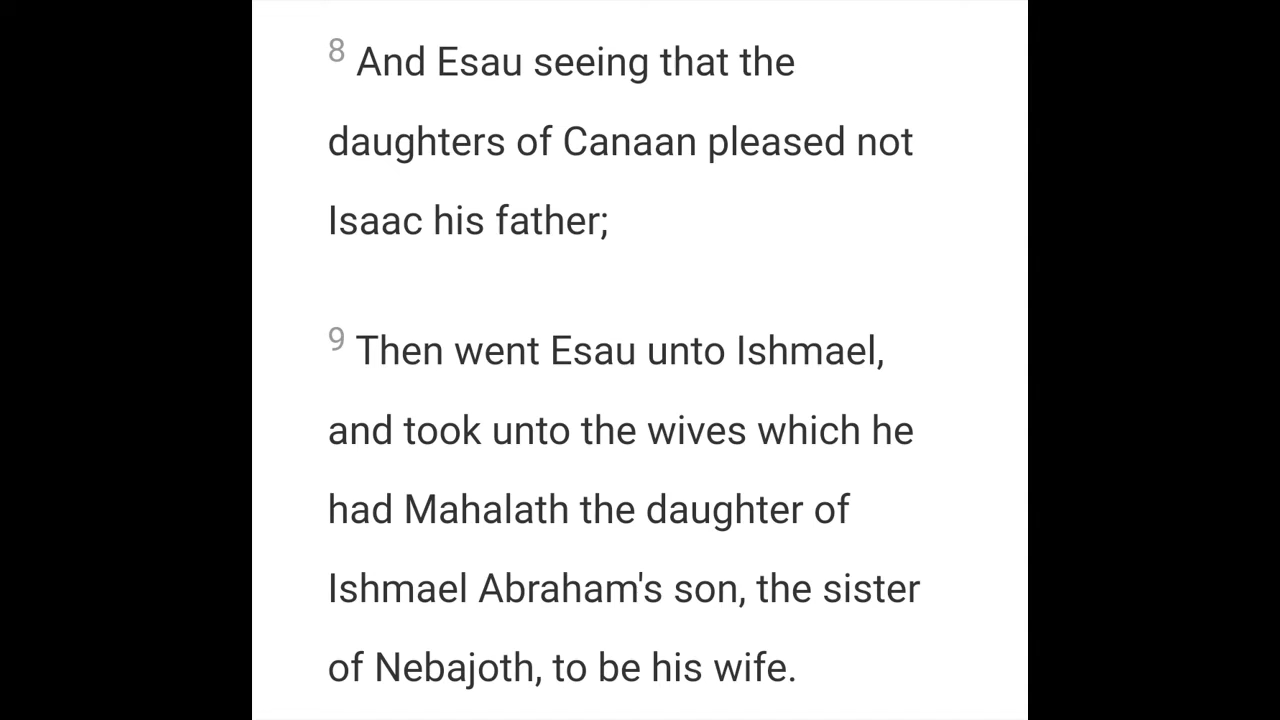 8 And Esau seeing that the
daughters of Canaan pleased not
Isaac his father;
9 Then went Esau unto Ishmael,
and took unto the wives which he
had Mahalath the daughter of
Ishmael Abraham's son, the sister
of Nebajoth, to be his wife.